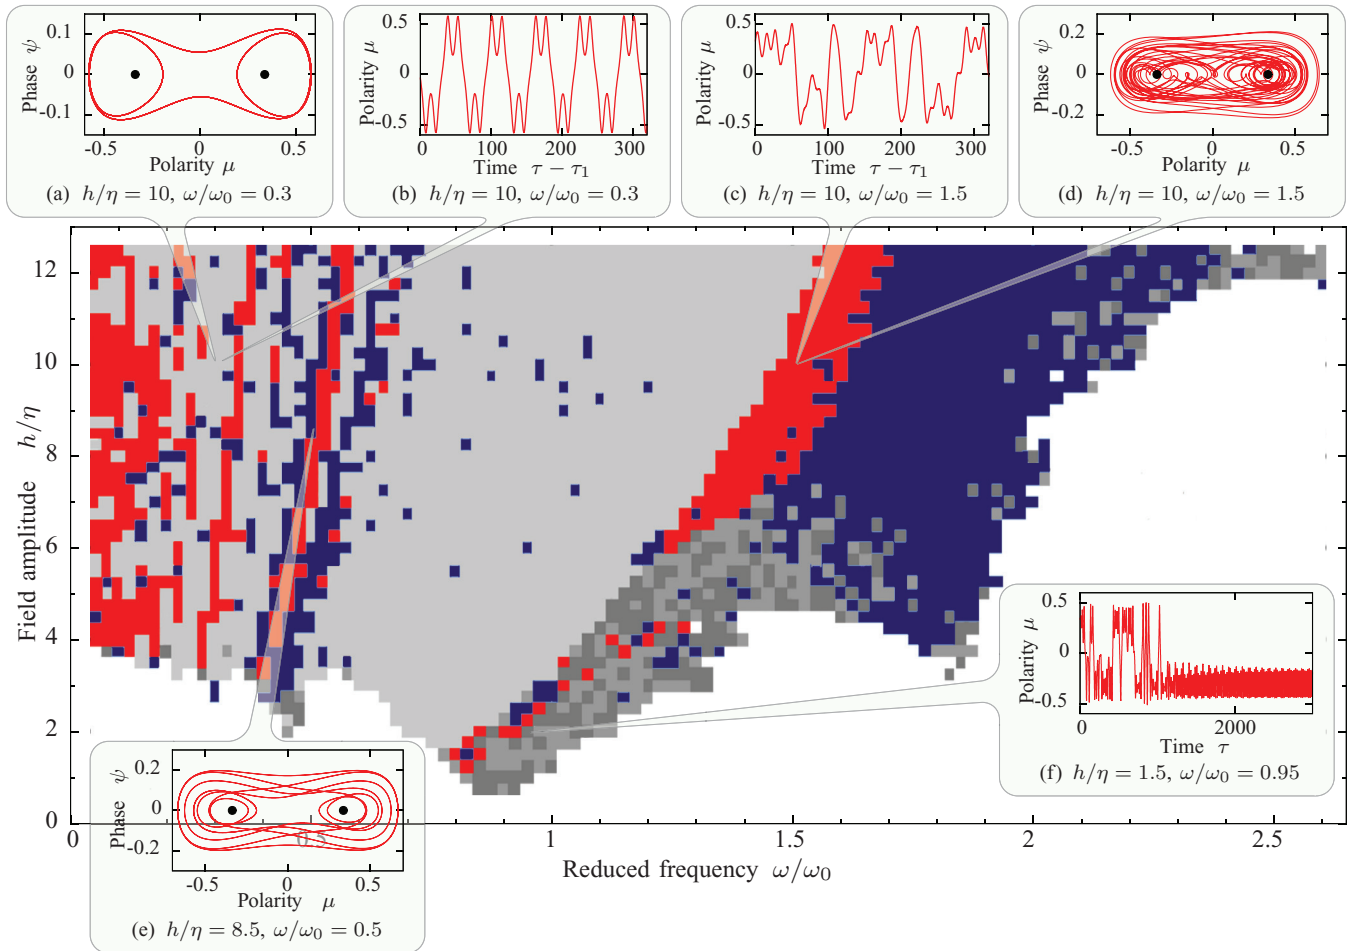 Phase ψ
0.1
0
-0.1
-0.5
0
0.5
Polarity μ
(a) h/η = 10, ω/ω₀ = 0.3
Polarity μ
0.5
0
-0.5
0
100
200
300
Time τ − τ₁
(b) h/η = 10, ω/ω₀ = 0.3
Polarity μ
0.5
0
-0.5
0
100
200
300
Time τ − τ₁
(c) h/η = 10, ω/ω₀ = 1.5
Phase ψ
0.2
0
-0.2
-0.5
0
0.5
Polarity μ
(d) h/η = 10, ω/ω₀ = 1.5
Field amplitude h/η
12
10
8
6
4
2
0
0
0.5
1
1.5
2
2.5
Reduced frequency ω/ω₀
Phase ψ
0.2
0
-0.2
-0.5
0
0.5
Polarity μ
(e) h/η = 8.5, ω/ω₀ = 0.5
Polarity μ
0.5
0
-0.5
0
2000
Time τ
(f) h/η = 1.5, ω/ω₀ = 0.95